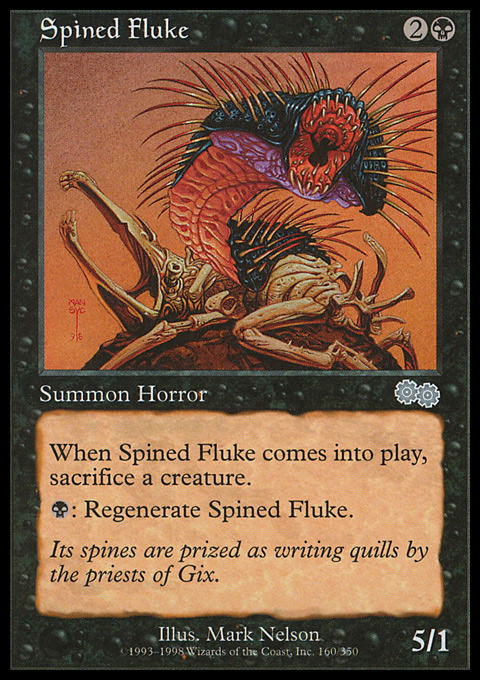 Spined Fluke
2
Summon Horror
When Spined Fluke comes into play,
sacrifice a creature.
: Regenerate Spined Fluke.
Its spines are prized as writing quills by
the priests of Gix.
Illus. Mark Nelson
©1993–1998 Wizards of the Coast, Inc. 160/350
5/1